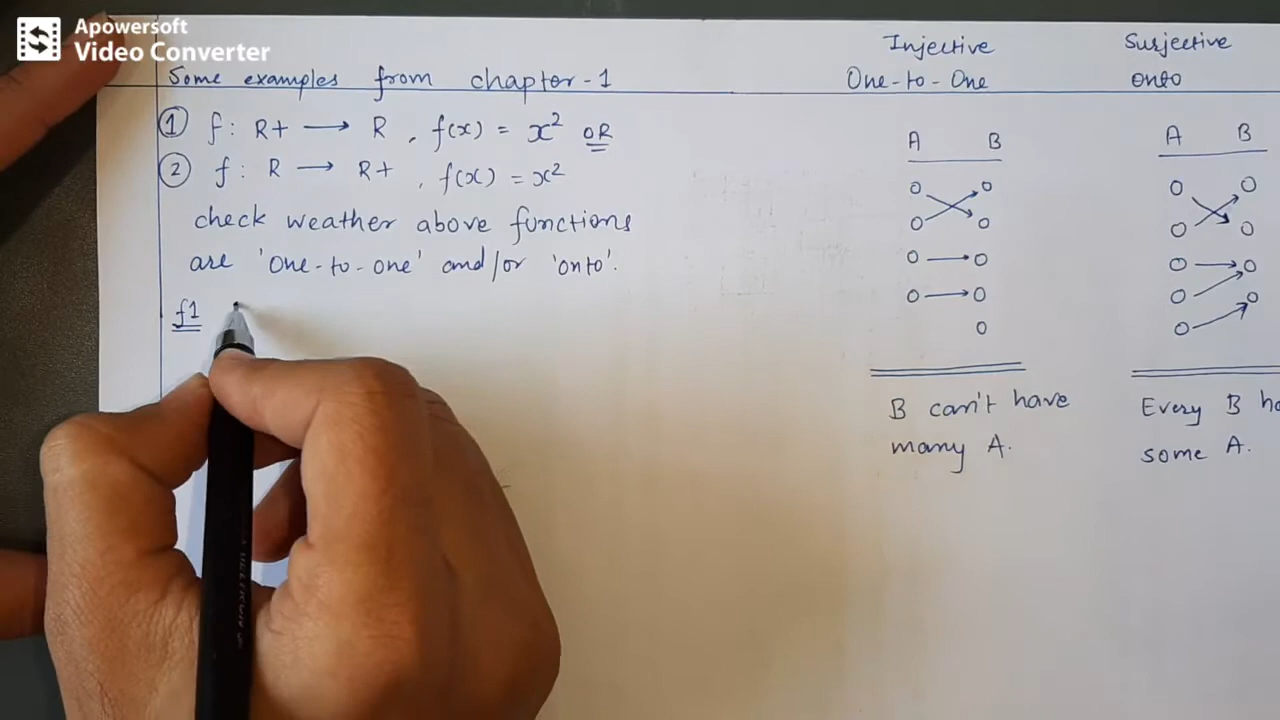 Apowersoft
Video Converter
Some examples from chapter-1
① f: R+ → R , f(x) = x² OR
② f: R → R+ , f(x) = x²
check weather above functions
are 'one-to-one' and/or 'onto'.
f1
Injective
One-to-One
A B
B can't have
many A.
Surjective
onto
A B
Every B ha
some A.